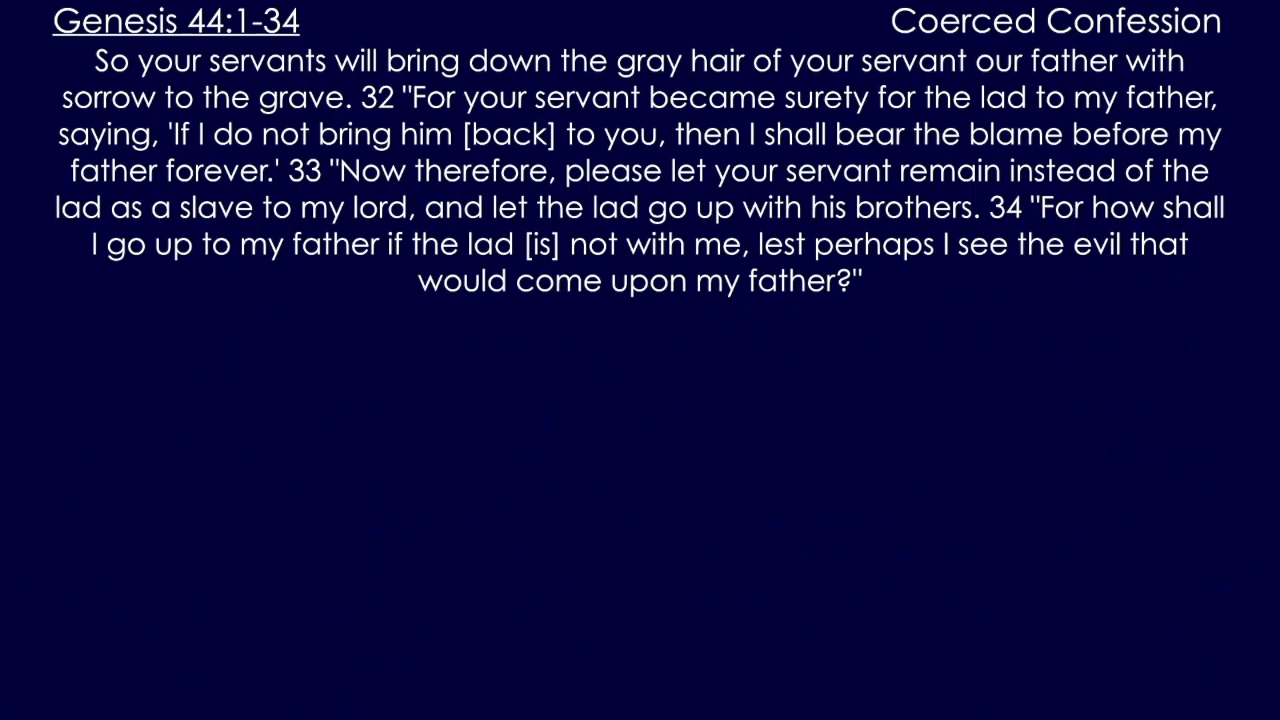 Genesis 44:1-34 Coerced Confession
So your servants will bring down the gray hair of your servant our father with
sorrow to the grave. 32 "For your servant became surety for the lad to my father,
saying, 'If I do not bring him [back] to you, then I shall bear the blame before my
father forever.' 33 "Now therefore, please let your servant remain instead of the
lad as a slave to my lord, and let the lad go up with his brothers. 34 "For how shall
I go up to my father if the lad [is] not with me, lest perhaps I see the evil that
would come upon my father?"